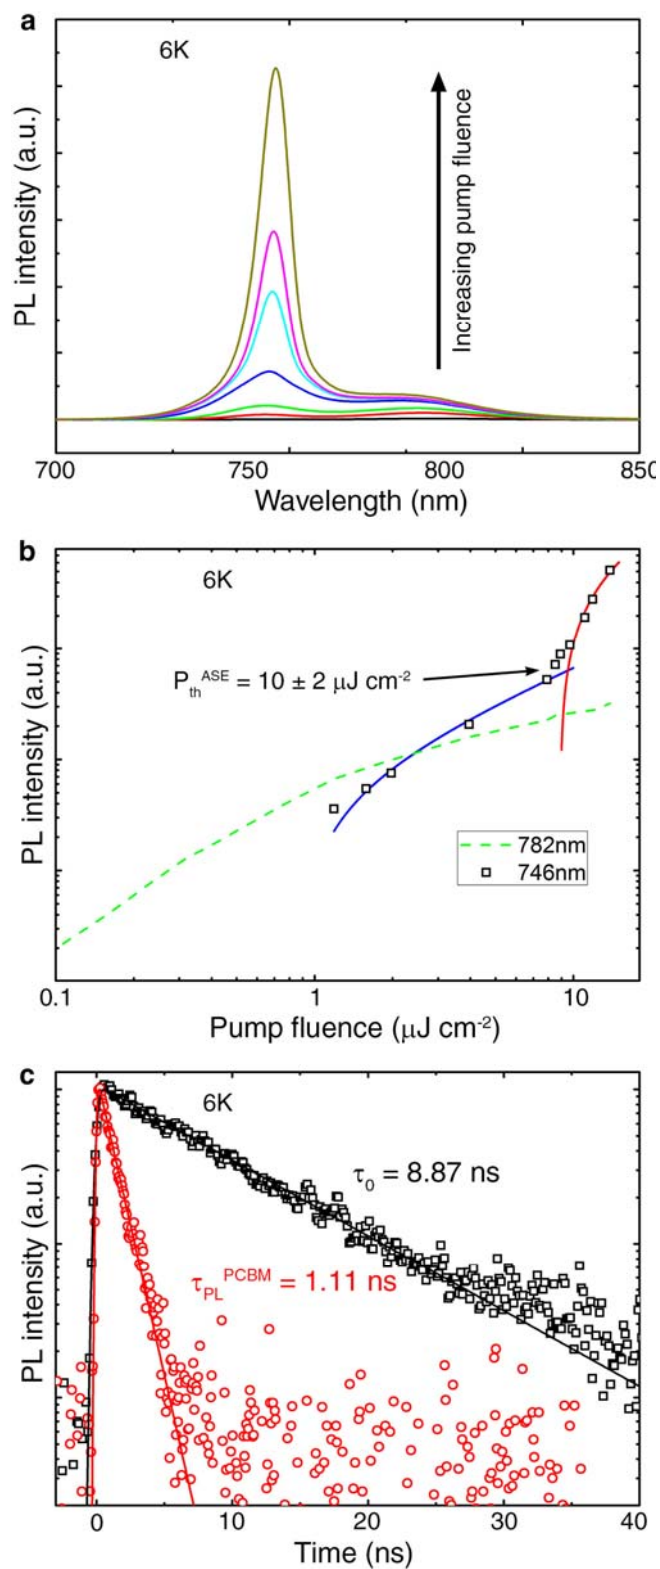 a
6K
Increasing pump fluence
PL intensity (a.u.)
700 750 800 850
Wavelength (nm)
b
6K
P_th^ASE = 10 ± 2 μJ cm⁻²
782nm
746nm
PL intensity (a.u.)
0.1 1 10
Pump fluence (μJ cm⁻²)
c
6K
τ₀ = 8.87 ns
τ_PL^PCBM = 1.11 ns
PL intensity (a.u.)
0 10 20 30 40
Time (ns)